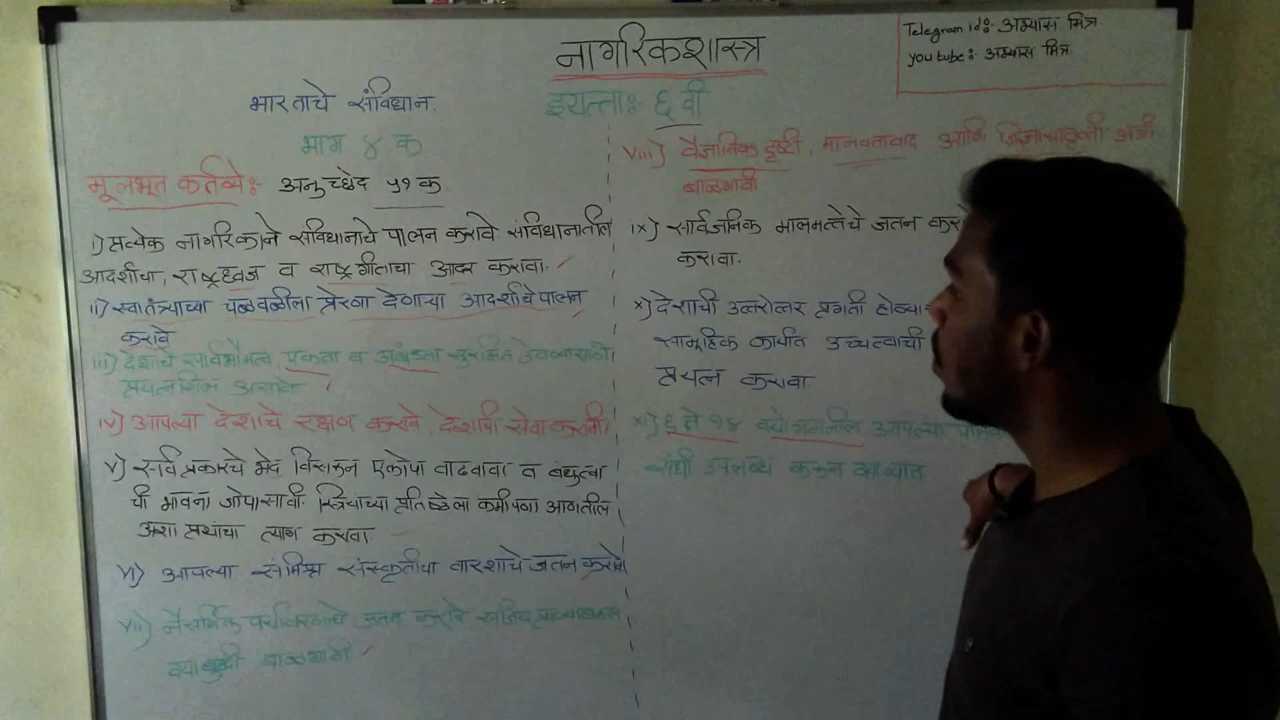 नागरिकशास्त्र
Telegram id: अभ्यास मित्र
you tube: अभ्यास मित्र
भारताचे संविधान.
इयत्ता: ६ वी
भाग ४ क
मूलभूत कर्तव्ये:- अनुच्छेद ५१ क.
i) प्रत्येक नागरिकाने संविधानाचे पालन करावे. संविधानातील
आदर्शांचा, राष्ट्रध्वज व राष्ट्रगीताचा आदर करावा.
ii) स्वातंत्र्याच्या चळवळीला प्रेरणा देणाऱ्या आदर्शांचे पालन
करावे
iii) देशाचे सार्वभौमत्व, एकता व अखंडता सुरक्षित ठेवण्यासाठी
प्रयत्नशिल असावे
iv) आपल्या देशाचे रक्षण करावे, देशाची सेवा करावी.
v) सर्व प्रकारचे भेद विसरून एकोपा वाढवावा व बंधुत्वा
ची भावना जोपासावी. स्त्रियांच्या प्रतिष्ठेला कमीपणा आणतील
अशा प्रथांचा त्याग करावा
vi) आपल्या संमिश्र संस्कृतीचा वारशाचे जतन करावे
vii) नैसर्गिक पर्यावरणाचे जतन करावे. सजिव प्राण्याबद्दल
दयाबुद्धी बाळगावी
viii) वैज्ञानिक दृष्टी, मानवतावाद आणि जिज्ञासावृत्ती अंगी
बाळगावी
ix) सार्वजनिक मालमत्तेचे जतन कर
करावा.
x) देशाची उत्तरोत्तर प्रगती होण्या
सामूहिक कार्यात उच्चत्वाची
प्रयत्न करावा
xi) ६ ते १४ वयोगटातील आपल्या
संधी उपलब्ध करून द्याव्यात